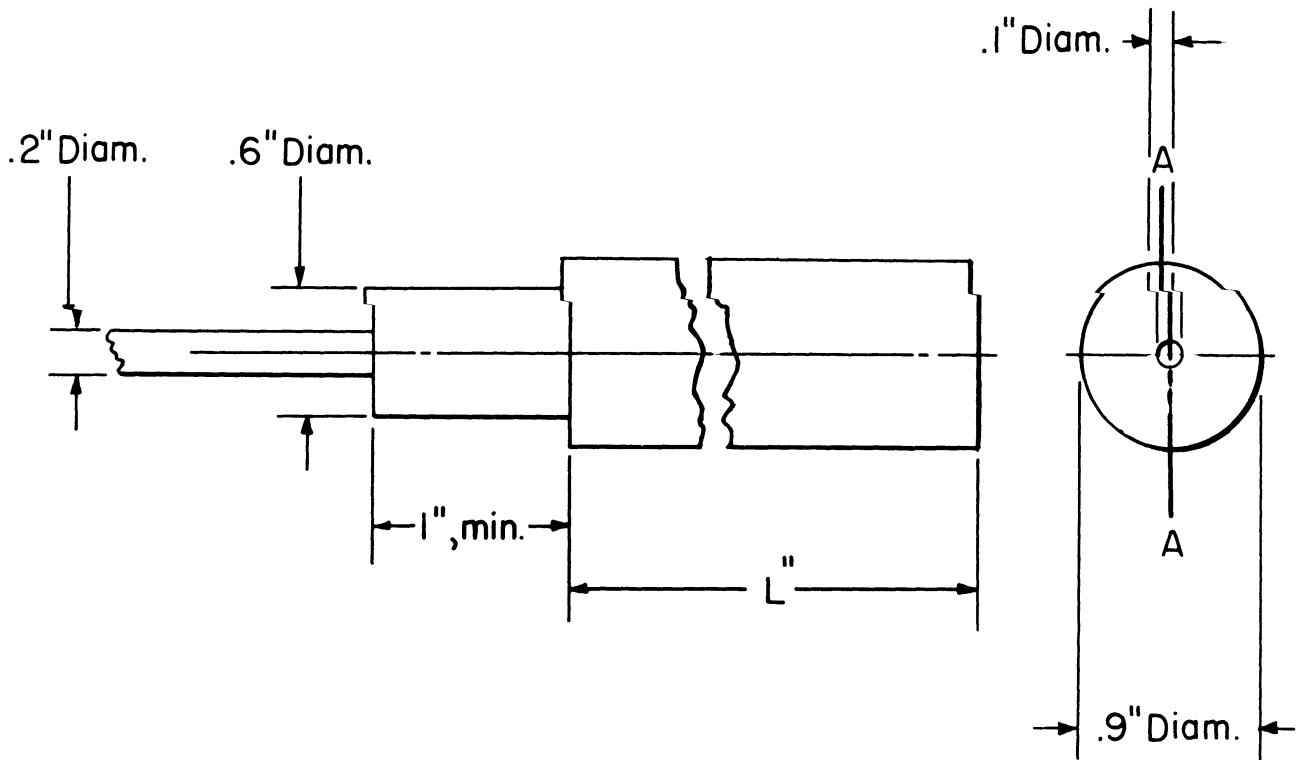 .1" Diam.
.2" Diam.
.6" Diam.
A
1", min.
A
L"
.9" Diam.